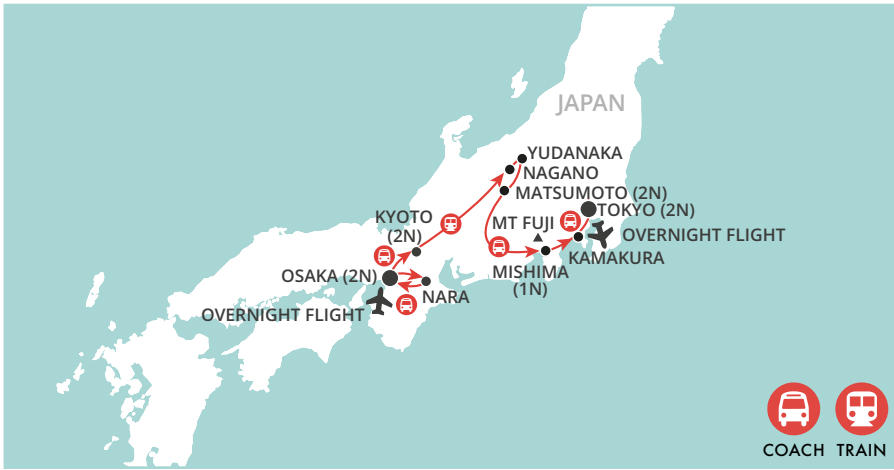 JAPAN
YUDANAKA
NAGANO
MATSUMOTO (2N)
TOKYO (2N)
KYOTO
(2N)
MT FUJI
OVERNIGHT FLIGHT
KAMAKURA
OSAKA (2N)
MISHIMA
(1N)
NARA
OVERNIGHT FLIGHT
COACH TRAIN